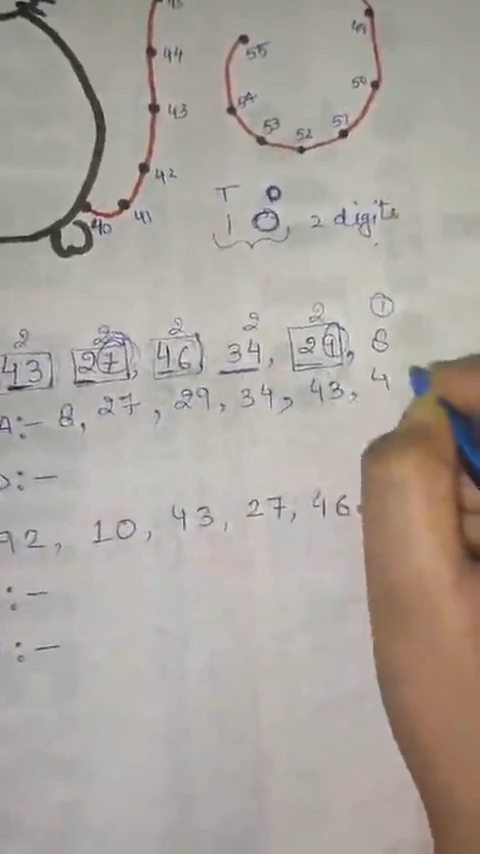 45
44
43
42
41
40
49
50
51
52
53
54
55
T O
1 0, 2 digits
2 2 2 2 2 1
43 27, 46, 34, 29, 8
A:- 8, 27, 29, 34, 43, 4
D:-
92, 10, 43, 27, 46
:-
:-